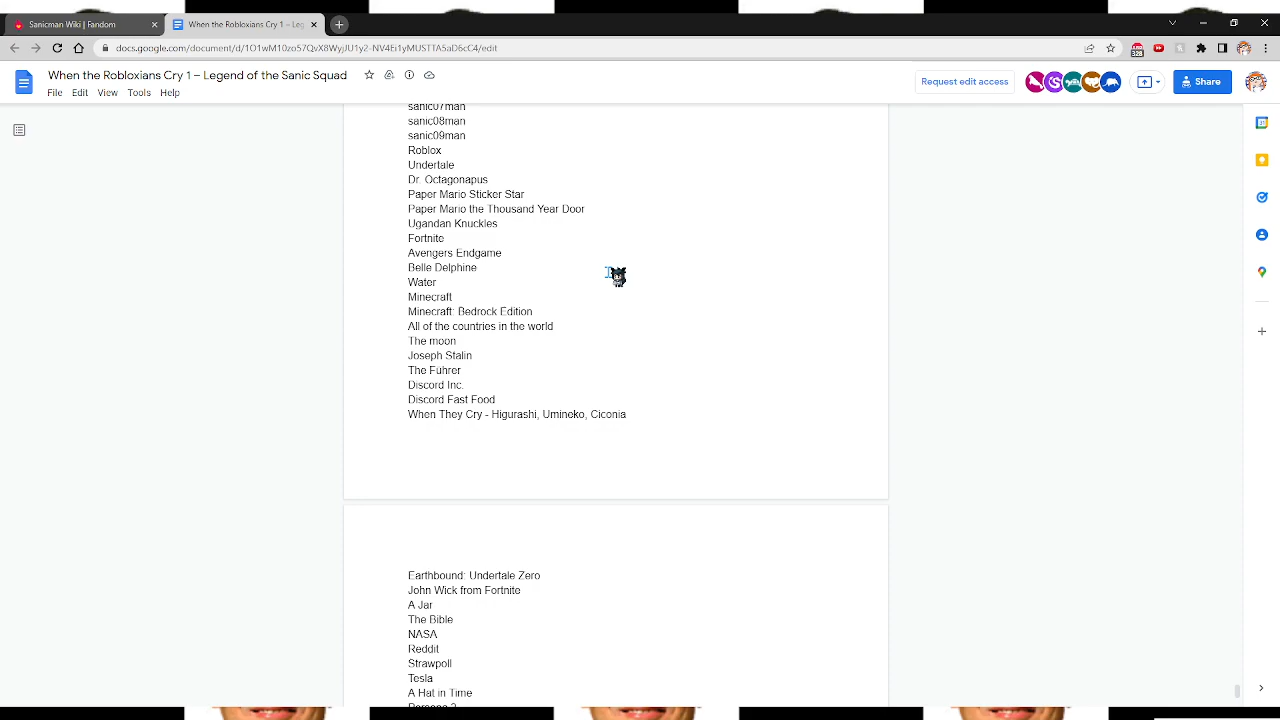 Sanicman Wiki | Fandom
When the Robloxians Cry 1 – Leg
docs.google.com/document/d/1O1wM10zo57QvX8WyjJU1y2-NV4Ei1yMUSTTA5aD6cC4/edit
When the Robloxians Cry 1 – Legend of the Sanic Squad
File Edit View Tools Help
Request edit access
Share
sanic07man
sanic08man
sanic09man
Roblox
Undertale
Dr. Octagonapus
Paper Mario Sticker Star
Paper Mario the Thousand Year Door
Ugandan Knuckles
Fortnite
Avengers Endgame
Belle Delphine
Water
Minecraft
Minecraft: Bedrock Edition
All of the countries in the world
The moon
Joseph Stalin
The Fuhrer
Discord Inc.
Discord Fast Food
When They Cry - Higurashi, Umineko, Ciconia
Earthbound: Undertale Zero
John Wick from Fortnite
A Jar
The Bible
NASA
Reddit
Strawpoll
Tesla
A Hat in Time